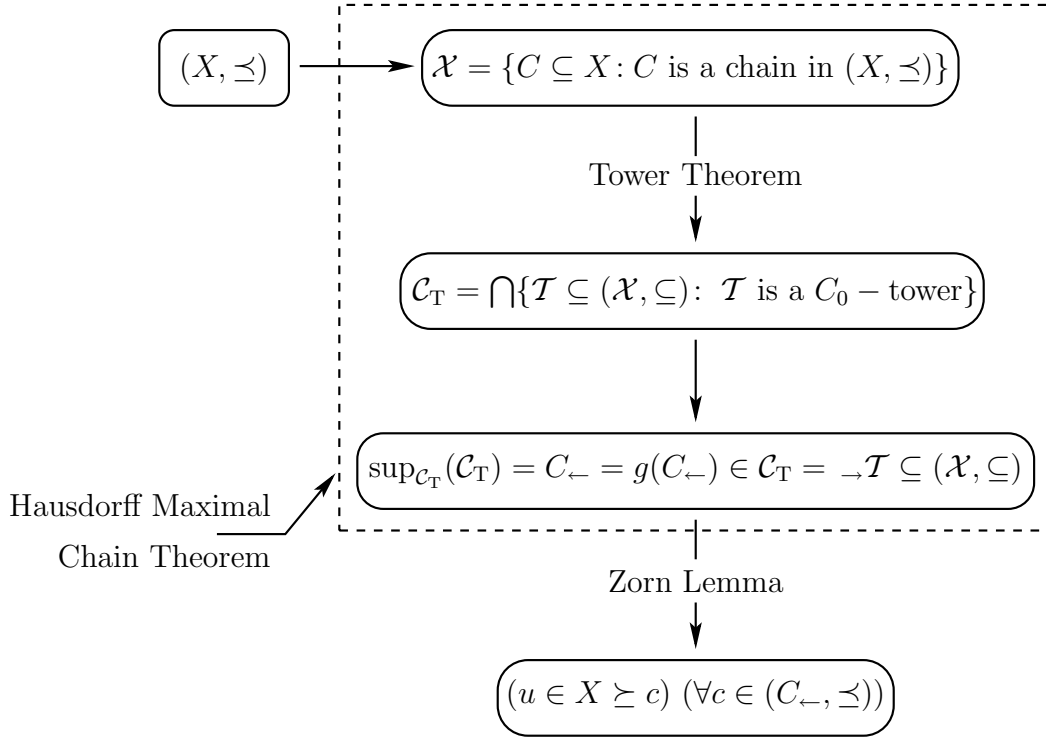 (X, ⪯)
𝒳 = {C ⊆ X : C is a chain in (X, ⪯)}
Tower Theorem
𝒞_T = ⋂{𝒯 ⊆ (𝒳, ⊆) : 𝒯 is a C₀ − tower}
sup_{𝒞_T}(𝒞_T) = C_← = g(C_←) ∈ 𝒞_T = _→𝒯 ⊆ (𝒳, ⊆)
Hausdorff Maximal
Chain Theorem
Zorn Lemma
(u ∈ X ⪰ c) (∀c ∈ (C_←, ⪯))